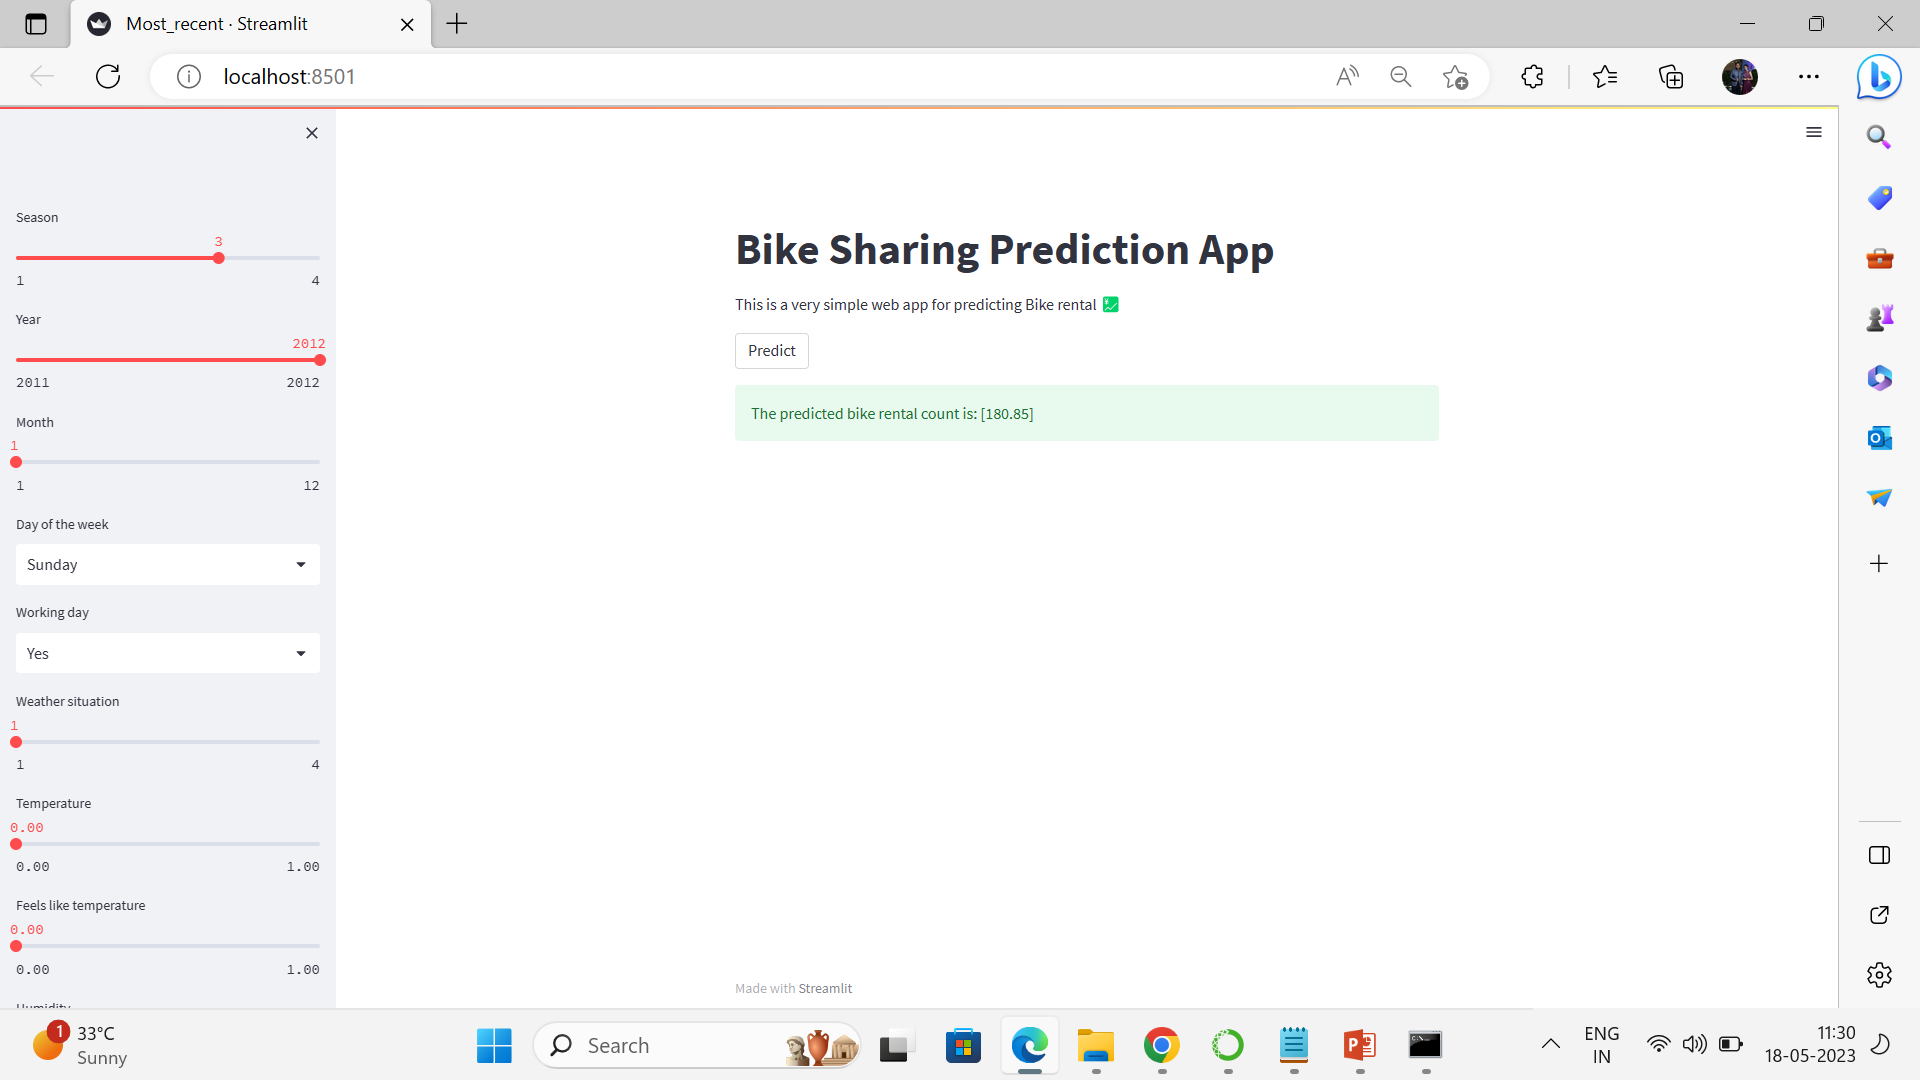 Most_recent · Streamlit
localhost:8501
Season
3
1 4
Year
2012
2011 2012
Month
1
1 12
Day of the week
Sunday
Working day
Yes
Weather situation
1
1 4
Temperature
0.00
0.00 1.00
Feels like temperature
0.00
0.00 1.00
Humidity
Bike Sharing Prediction App
This is a very simple web app for predicting Bike rental
Predict
The predicted bike rental count is: [180.85]
Made with Streamlit
1
33°C
Sunny
Search
ENG
IN
11:30
18-05-2023